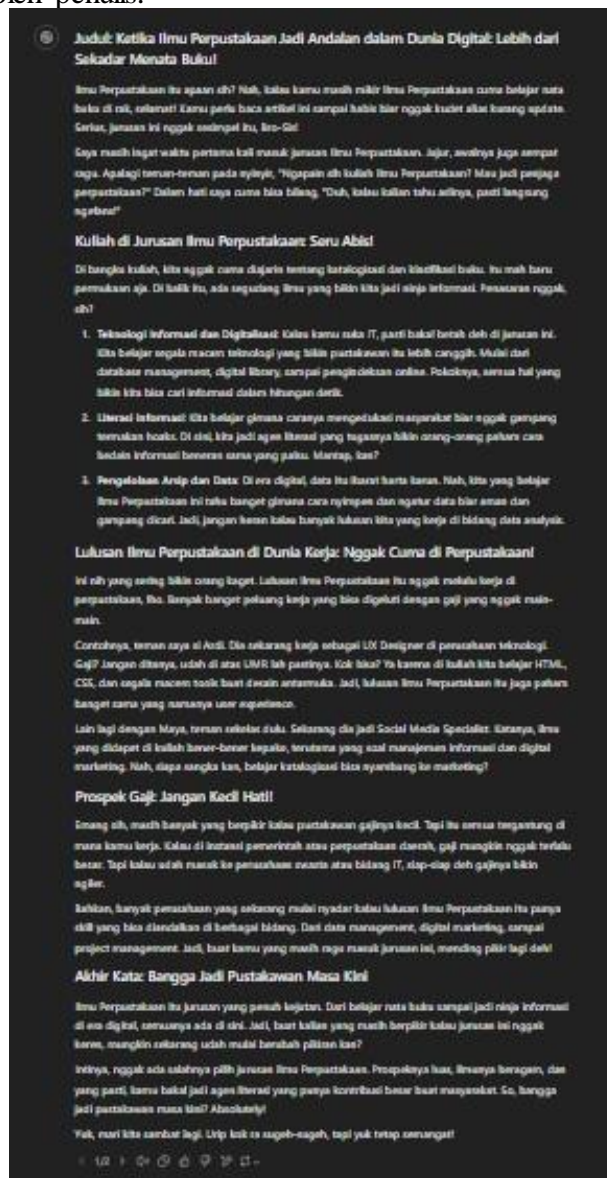 oleh penulis.
Judul: Ketika Ilmu Perpustakaan Jadi Andalan dalam Dunia Digital: Lebih dari
Sekadar Menata Buku!
Ilmu Perpustakaan itu apaan sih? Nah, kalau kamu masih mikir Ilmu Perpustakaan cuma belajar nata
buku di rak, selamat! Kamu perlu baca artikel ini sampai habis biar nggak kudet alias kurang update.
Serius, jurusan ini nggak sesimpel itu, Bro-Sis!
Saya masih ingat waktu pertama kali masuk jurusan Ilmu Perpustakaan. Jujur, awalnya juga sempat
ragu. Apalagi teman-teman pada nyinyir, "Ngapain sih kuliah Ilmu Perpustakaan? Mau jadi penjaga
perpustakaan?" Dalam hati saya cuma bisa bilang, "Duh, kalau kalian tahu aslinya, pasti langsung
Kuliah di Jurusan Ilmu Perpustakaan: Seru Abis!
Di bangku kuliah, kita nggak cuma diajarin tentang katalogisasi dan klasifikasi buku. Itu mah baru
permukaan aja. Di balik itu, ada segudang ilmu yang bikin kita jadi ninja informasi. Penasaran nggak,
sih?
1. Teknologi Informasi dan Digitalisasi: Kalau kamu suka IT, pasti bakal betah deh di jurusan ini.
Kita belajar segala macem teknologi yang bikin pustakawan itu lebih canggih. Mulai dari
database management, digital library, sampai pengindeksan online. Pokoknya, semua hal yang
bikin kita bisa cari informasi dalam hitungan detik.
2. Literasi Informasi: Kita belajar gimana caranya mengedukasi masyarakat biar nggak gampang
termakan hoaks. Di sini, kita jadi agen literasi yang tugasnya bikin orang-orang paham cara
bedain informasi beneran sama yang palsu. Mantap, kan?
3. Pengelolaan Arsip dan Data: Di era digital, data itu ibarat harta karun. Nah, kita yang belajar
Ilmu Perpustakaan ini tahu banget gimana cara nyimpen dan ngatur data biar aman dan
gampang dicari. Jadi, jangan heran kalau banyak lulusan kita yang kerja di bidang data analysis.
Lulusan Ilmu Perpustakaan di Dunia Kerja: Nggak Cuma di Perpustakaan!
Ini nih yang sering bikin orang kaget. Lulusan Ilmu Perpustakaan itu nggak melulu kerja di
perpustakaan, lho. Banyak banget peluang kerja yang bisa digeluti dengan gaji yang nggak main-
main.
Contohnya, teman saya si Ardi. Dia sekarang kerja sebagai UX Designer di perusahaan teknologi.
Gaji? Jangan ditanya, udah di atas UMR lah pastinya. Kok bisa? Ya karena di kuliah kita belajar HTML,
CSS, dan segala macem tools buat desain antarmuka. Jadi, lulusan Ilmu Perpustakaan itu juga paham
banget sama yang namanya user experience.
Lain lagi dengan Maya, teman sekelas dulu. Sekarang dia jadi Social Media Specialist. Katanya, ilmu
yang didapet di kuliah bener-bener kepake, terutama yang soal manajemen informasi dan digital
marketing. Nah, siapa sangka kan, belajar katalogisasi bisa nyambung ke marketing?
Prospek Gaji: Jangan Kecil Hati!
Emang sih, masih banyak yang berpikir kalau pustakawan gajinya kecil. Tapi itu semua tergantung di
mana kamu kerja. Kalau di instansi pemerintah atau perpustakaan daerah, gaji mungkin nggak terlalu
besar. Tapi kalau udah masuk ke perusahaan swasta atau bidang IT, siap-siap deh gajinya bikin
ngiler.
Bahkan, banyak perusahaan yang sekarang mulai nyadar kalau lulusan Ilmu Perpustakaan itu punya
skill yang bisa diandalkan di berbagai bidang. Dari data management, digital marketing, sampai
project management. Jadi, buat kamu yang masih ragu masuk jurusan ini, mending pikir lagi deh!
Akhir Kata: Bangga Jadi Pustakawan Masa Kini
Ilmu Perpustakaan itu jurusan yang penuh kejutan. Dari belajar nata buku sampai jadi ninja informasi
di era digital, semuanya ada di sini. Jadi, buat kalian yang masih berpikir kalau jurusan ini nggak
keren, mungkin sekarang udah mulai berubah pikiran kan?
Intinya, nggak ada salahnya pilih jurusan Ilmu Perpustakaan. Prospeknya luas, ilmunya beragam, dan
yang pasti, kamu bakal jadi agen literasi yang punya kontribusi besar buat masyarakat. So, bangga
jadi pustakawan masa kini? Absolutely!
Yuk, mari kita sambat lagi. Urip kok ra sugeh-sugeh, tapi yuk tetap semangat!
1/2